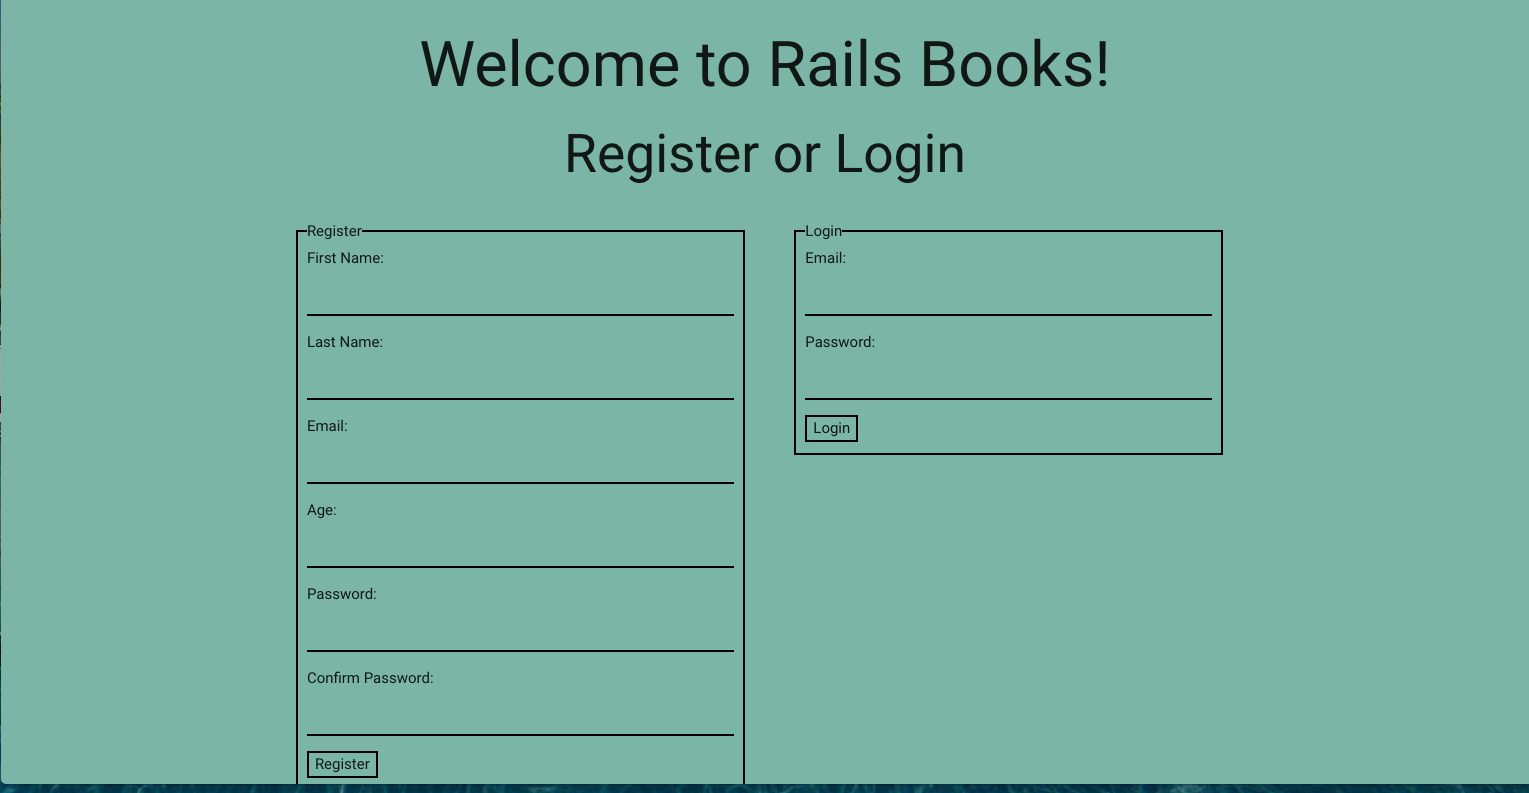 Welcome to Rails Books!
Register or Login
Register
First Name:
Last Name:
Email:
Age:
Password:
Confirm Password:
Register
Login
Email:
Password:
Login